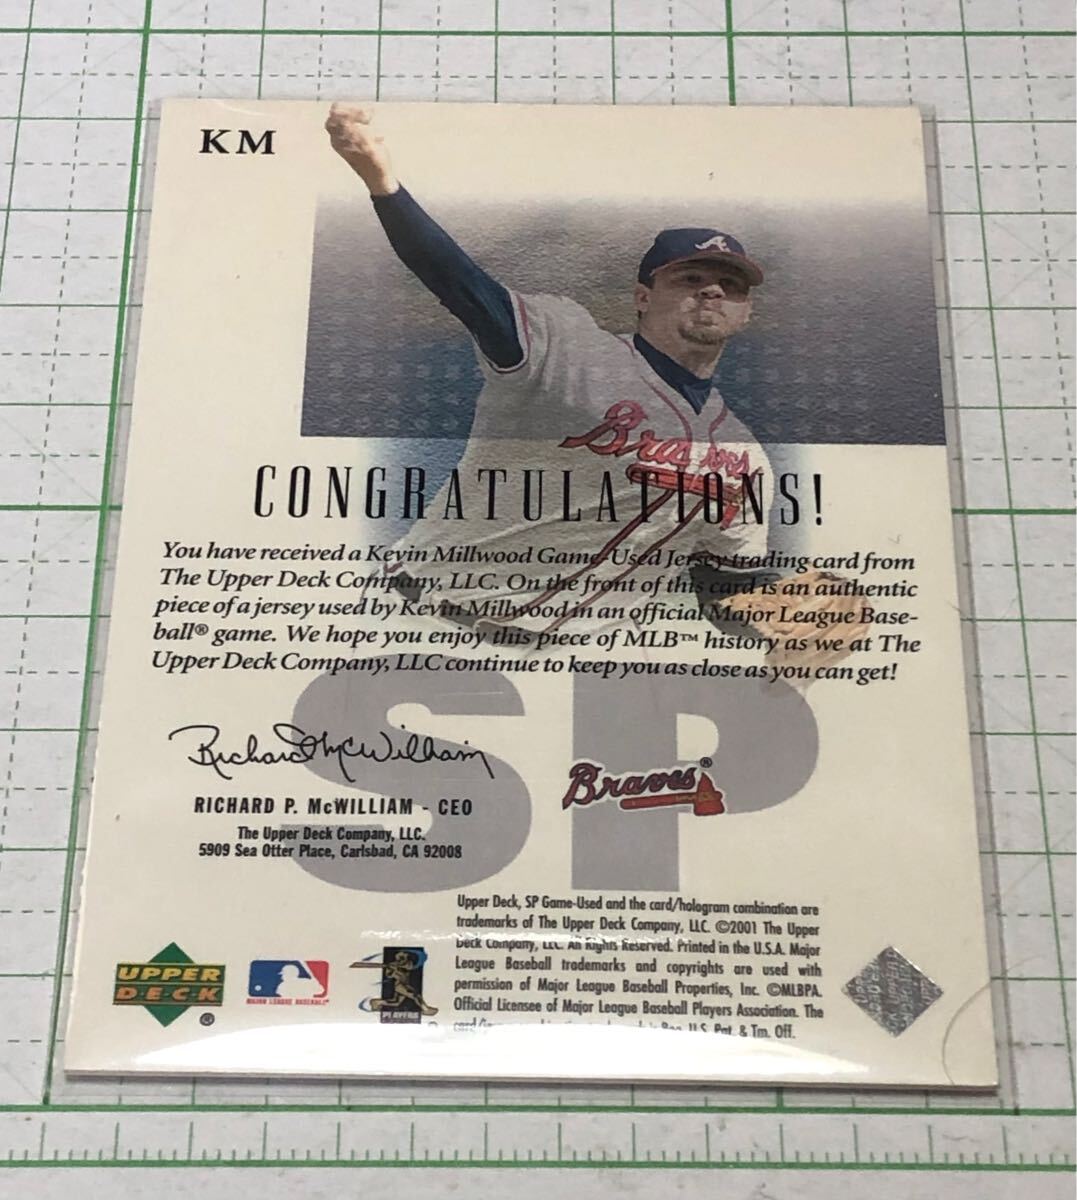 KM
A
Braves
CONGRATULATIONS!
You have received a Kevin Millwood Game-Used Jersey trading card from
The Upper Deck Company, LLC. On the front of this card is an authentic
piece of a jersey used by Kevin Millwood in an official Major League Base-
ball® game. We hope you enjoy this piece of MLB™ history as we at The
Upper Deck Company, LLC continue to keep you as close as you can get!
SP
Richard McWilliam
Braves®
RICHARD P. McWILLIAM - CEO
The Upper Deck Company, LLC.
5909 Sea Otter Place, Carlsbad, CA 92008
Upper Deck, SP Game-Used and the card/hologram combination are
trademarks of The Upper Deck Company, LLC. ©2001 The Upper
Deck Company, LLC. All Rights Reserved. Printed in the U.S.A. Major
League Baseball trademarks and copyrights are used with
permission of Major League Baseball Properties, Inc. ©MLBPA.
Official Licensee of Major League Baseball Players Association. The
Pat. & Tm. Off.
UPPER
DECK
®
MAJOR LEAGUE BASEBALL®
PLAYERS